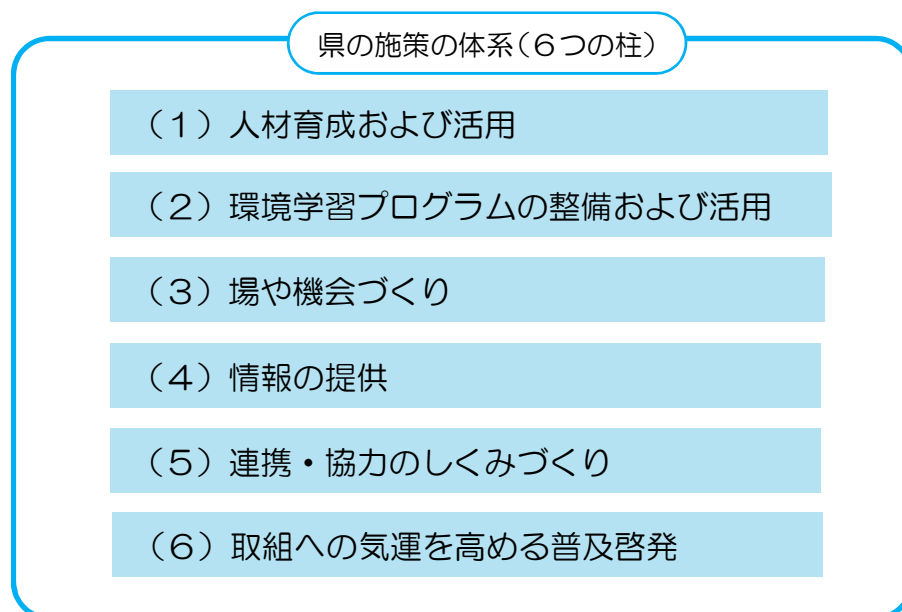 県の施策の体系（６つの柱）
（１）人材育成および活用
（２）環境学習プログラムの整備および活用
（３）場や機会づくり
（４）情報の提供
（５）連携・協力のしくみづくり
（６）取組への気運を高める普及啓発